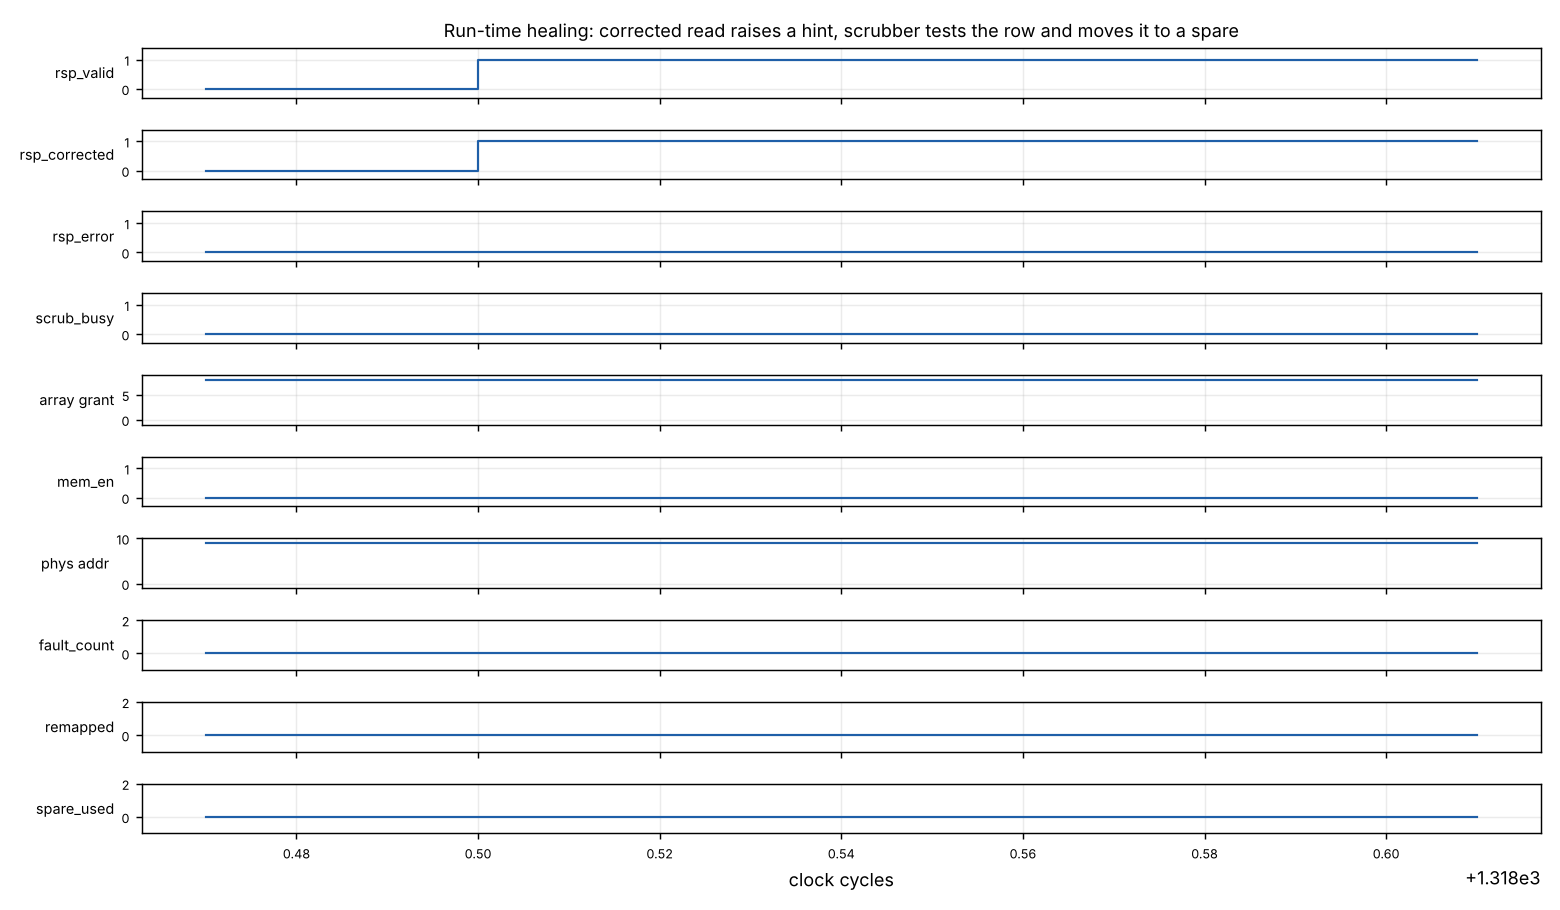 Run-time healing: corrected read raises a hint, scrubber tests the row and moves it to a spare
rsp_valid
1
0
rsp_corrected
1
0
rsp_error
1
0
scrub_busy
1
0
array grant
5
0
mem_en
1
0
phys addr
10
0
fault_count
2
0
remapped
2
0
spare_used
2
0
0.48 0.50 0.52 0.54 0.56 0.58 0.60
clock cycles
+1.318e3